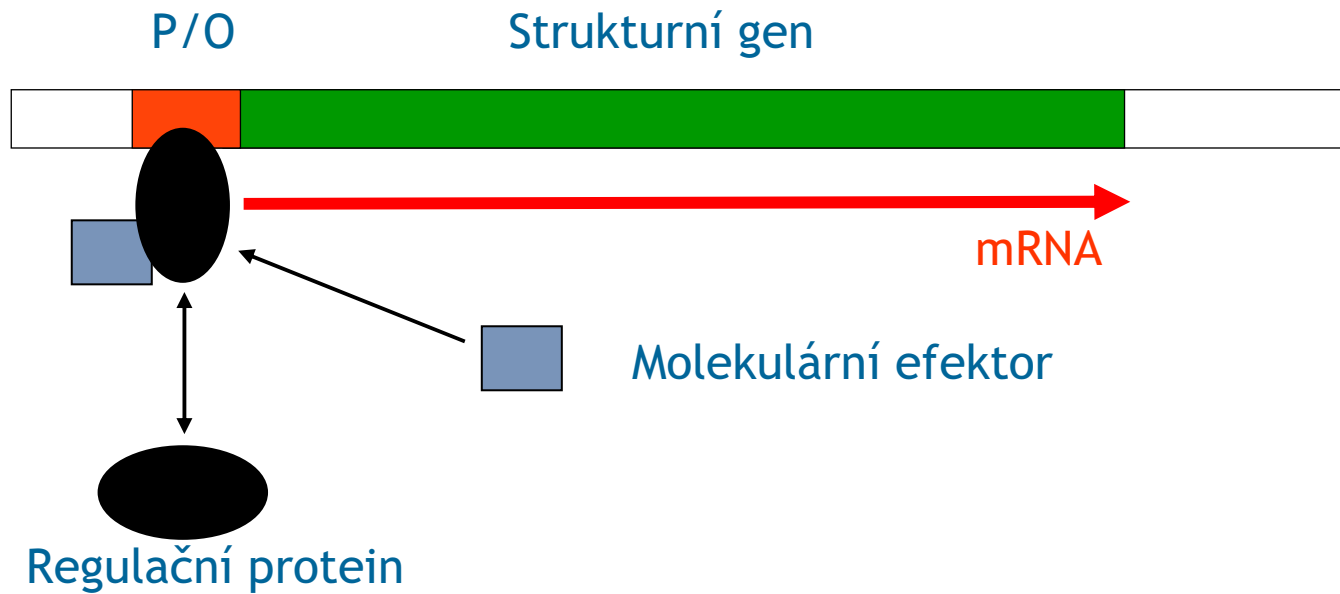 P/O
Strukturní gen
mRNA
Molekulární efektor
Regulační protein